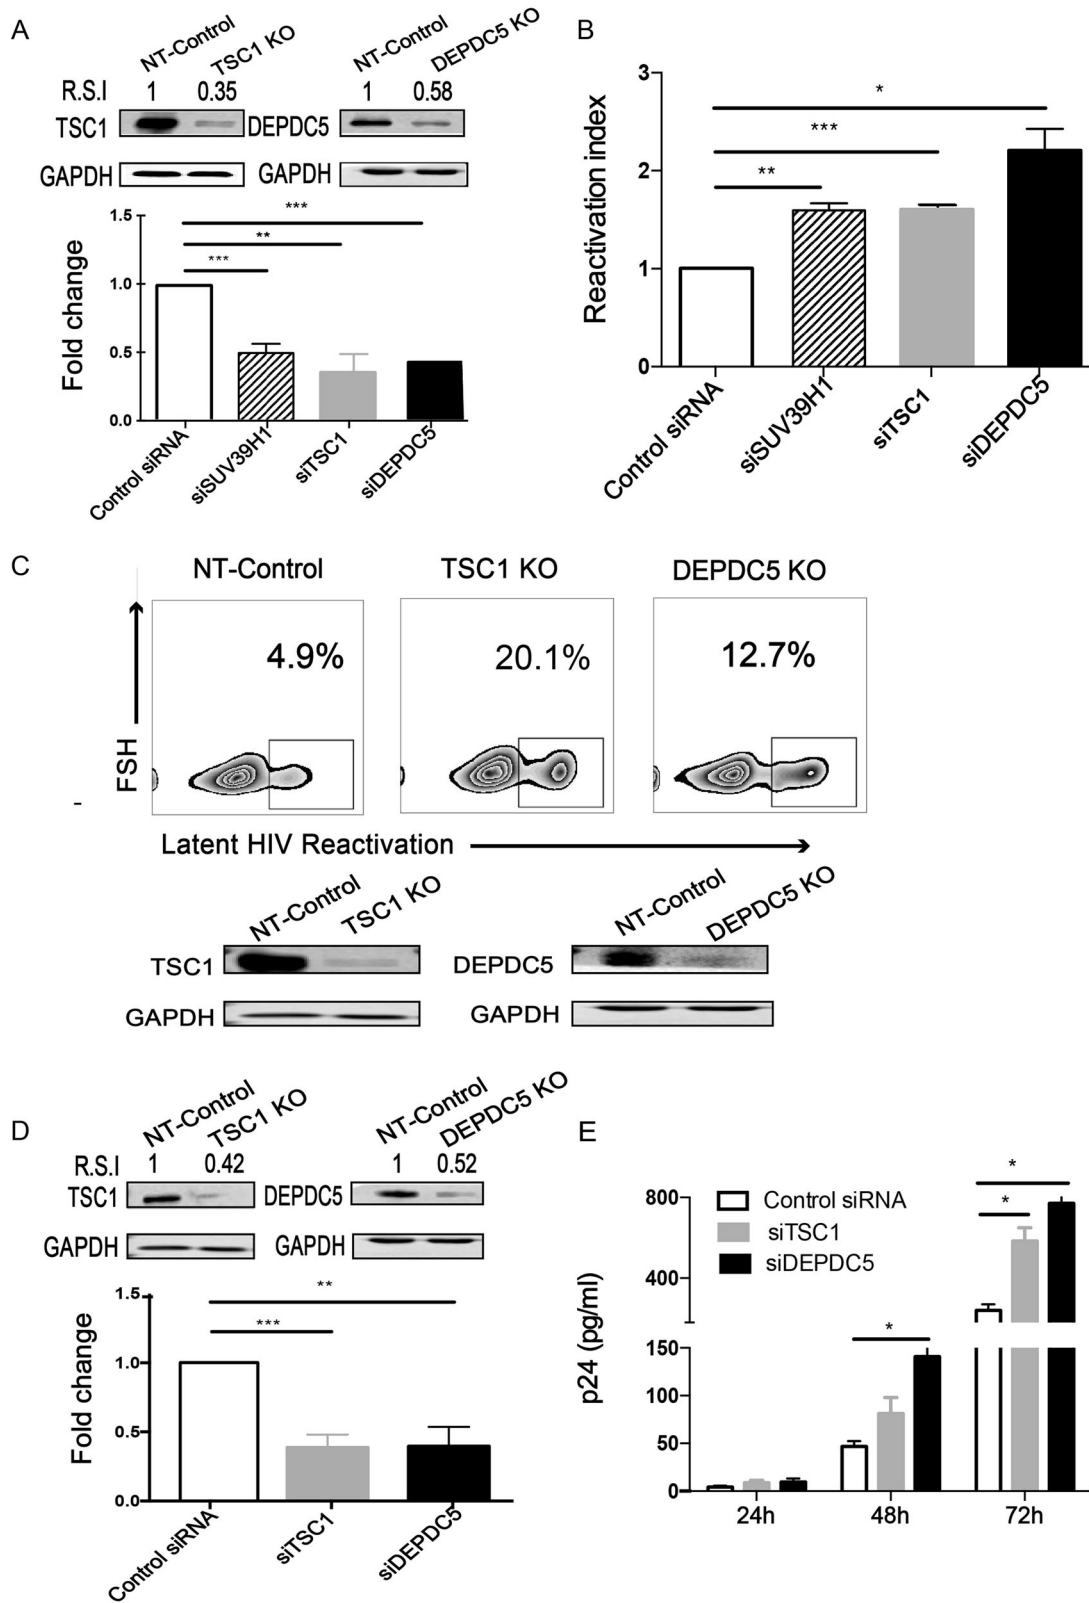 A
NT-Control
TSC1 KO
NT-Control
DEPDC5 KO
R.S.I 1 0.35 1 0.58
TSC1 DEPDC5
GAPDH GAPDH
Fold change
1.5
***
**
***
1.0
0.5
0.0
Control siRNA
siSUV39H1
siTSC1
siDEPDC5
B
Reactivation index
3
*
***
2
**
1
0
Control siRNA
siSUV39H1
siTSC1
siDEPDC5
C
NT-Control TSC1 KO DEPDC5 KO
4.9% 20.1% 12.7%
FSH
-
Latent HIV Reactivation
NT-Control
TSC1 KO
NT-Control
DEPDC5 KO
TSC1 DEPDC5
GAPDH GAPDH
D
NT-Control
TSC1 KO
NT-Control
DEPDC5 KO
R.S.I 1 0.42 1 0.52
TSC1 DEPDC5
GAPDH GAPDH
Fold change
1.5
**
***
1.0
0.5
0.0
Control siRNA
siTSC1
siDEPDC5
E
p24 (pg/ml)
Control siRNA
siTSC1
siDEPDC5
*
*
*
800
400
150
100
50
0
24h 48h 72h